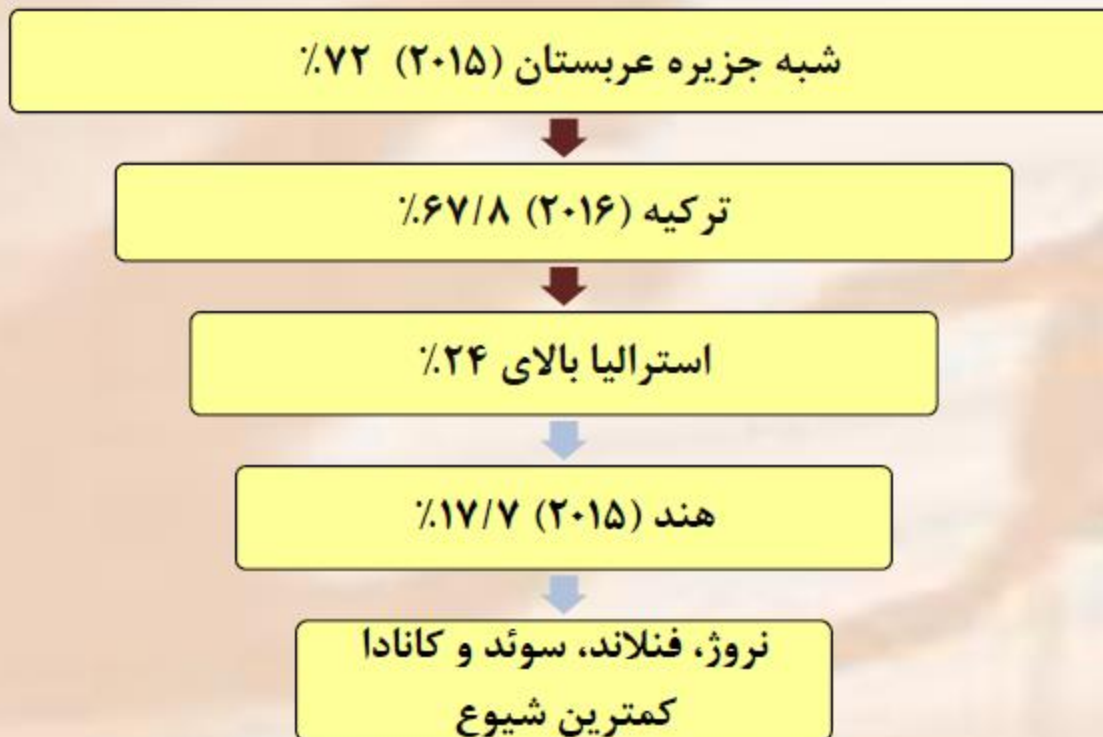 شبه جزیره عربستان (۲۰۱۵) ۷۲٪
ترکیه (۲۰۱۶) ۶۷/۸٪
استرالیا بالای ۲۴٪
هند (۲۰۱۵) ۱۷/۷٪
نروژ، فنلاند، سوئد و کانادا
کمترین شیوع